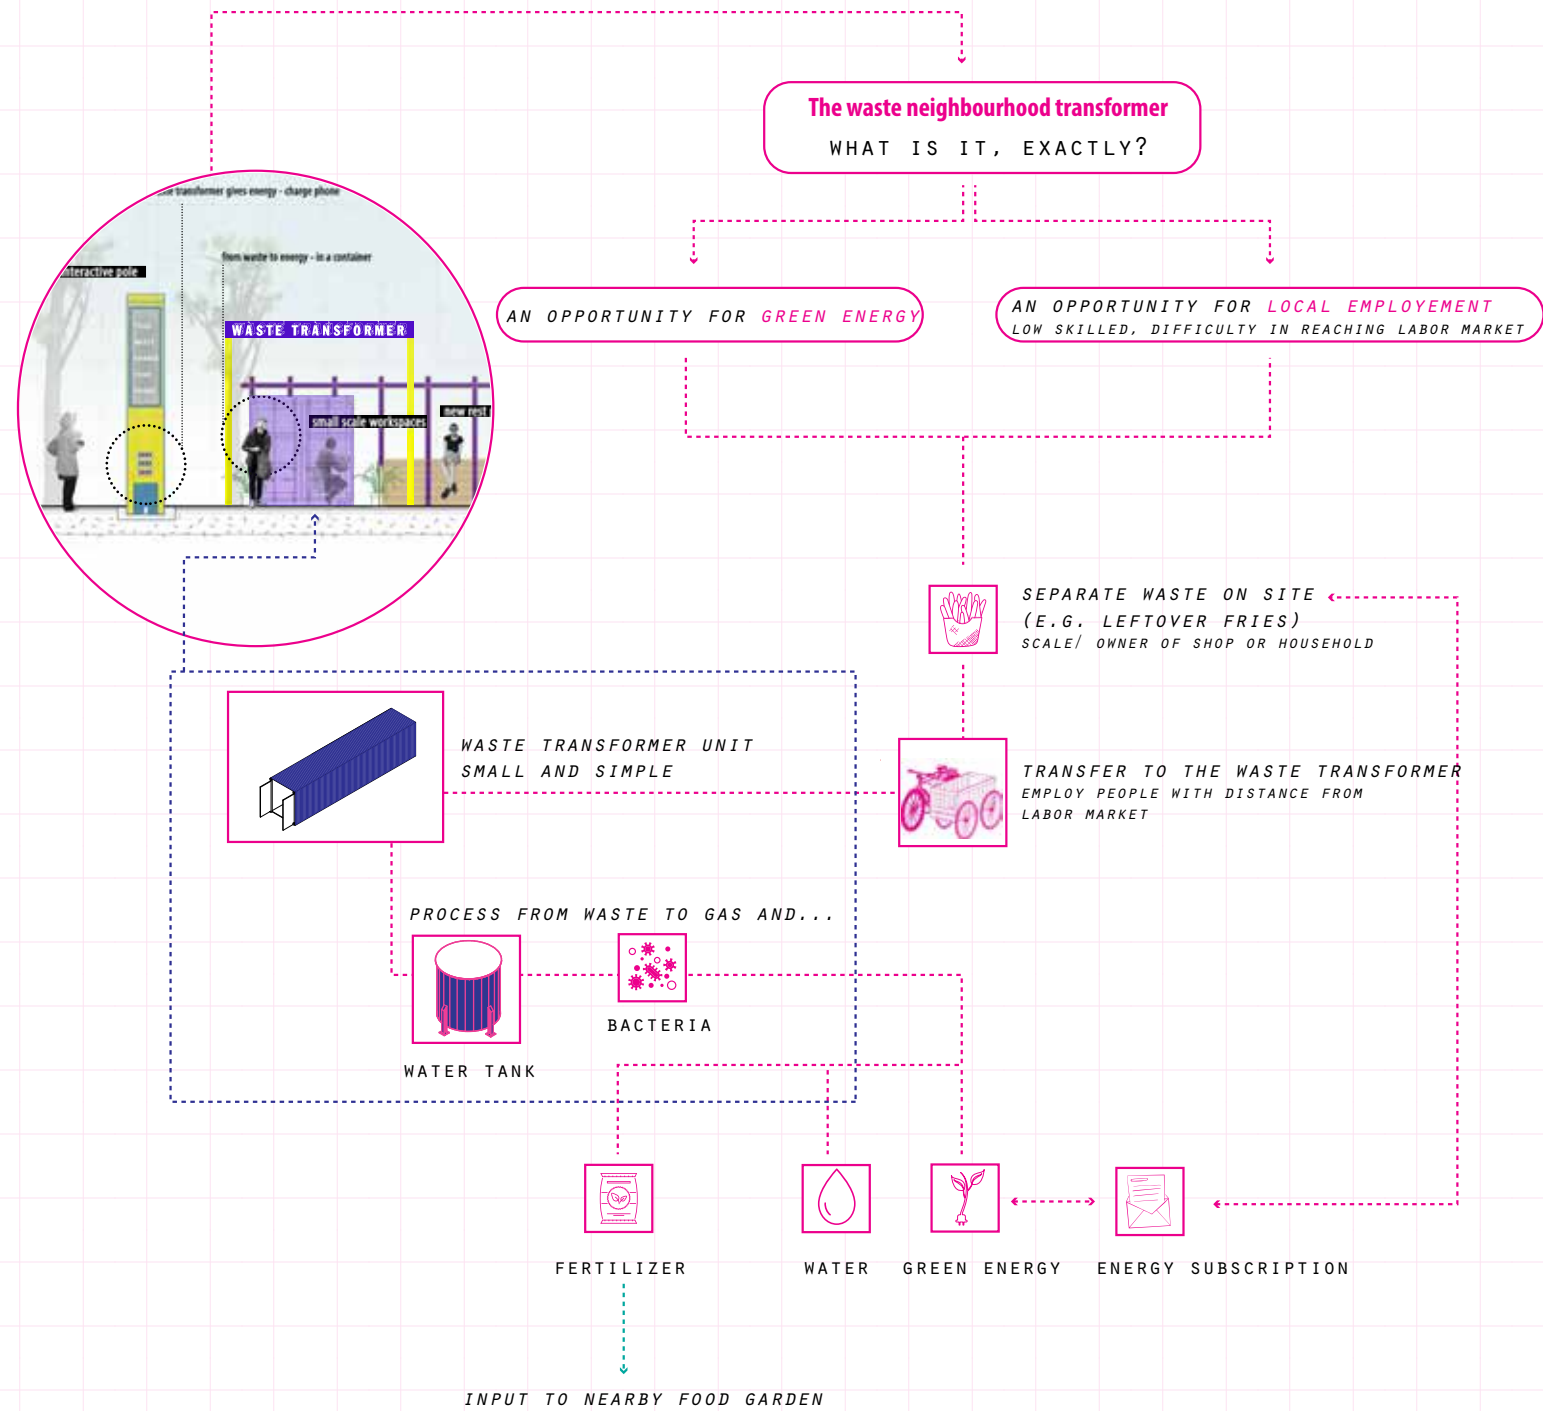 The waste neighbourhood transformer
WHAT IS IT, EXACTLY?
transformer gives energy - charge phone
from waste to energy - in a container
interactive pole
WASTE TRANSFORMER
small scale workspaces
new rest
AN OPPORTUNITY FOR GREEN ENERGY
AN OPPORTUNITY FOR LOCAL EMPLOYEMENT
LOW SKILLED, DIFFICULTY IN REACHING LABOR MARKET
SEPARATE WASTE ON SITE
(E.G. LEFTOVER FRIES)
SCALE/ OWNER OF SHOP OR HOUSEHOLD
WASTE TRANSFORMER UNIT
SMALL AND SIMPLE
TRANSFER TO THE WASTE TRANSFORMER
EMPLOY PEOPLE WITH DISTANCE FROM
LABOR MARKET
PROCESS FROM WASTE TO GAS AND...
BACTERIA
WATER TANK
FERTILIZER
WATER
GREEN ENERGY
ENERGY SUBSCRIPTION
INPUT TO NEARBY FOOD GARDEN